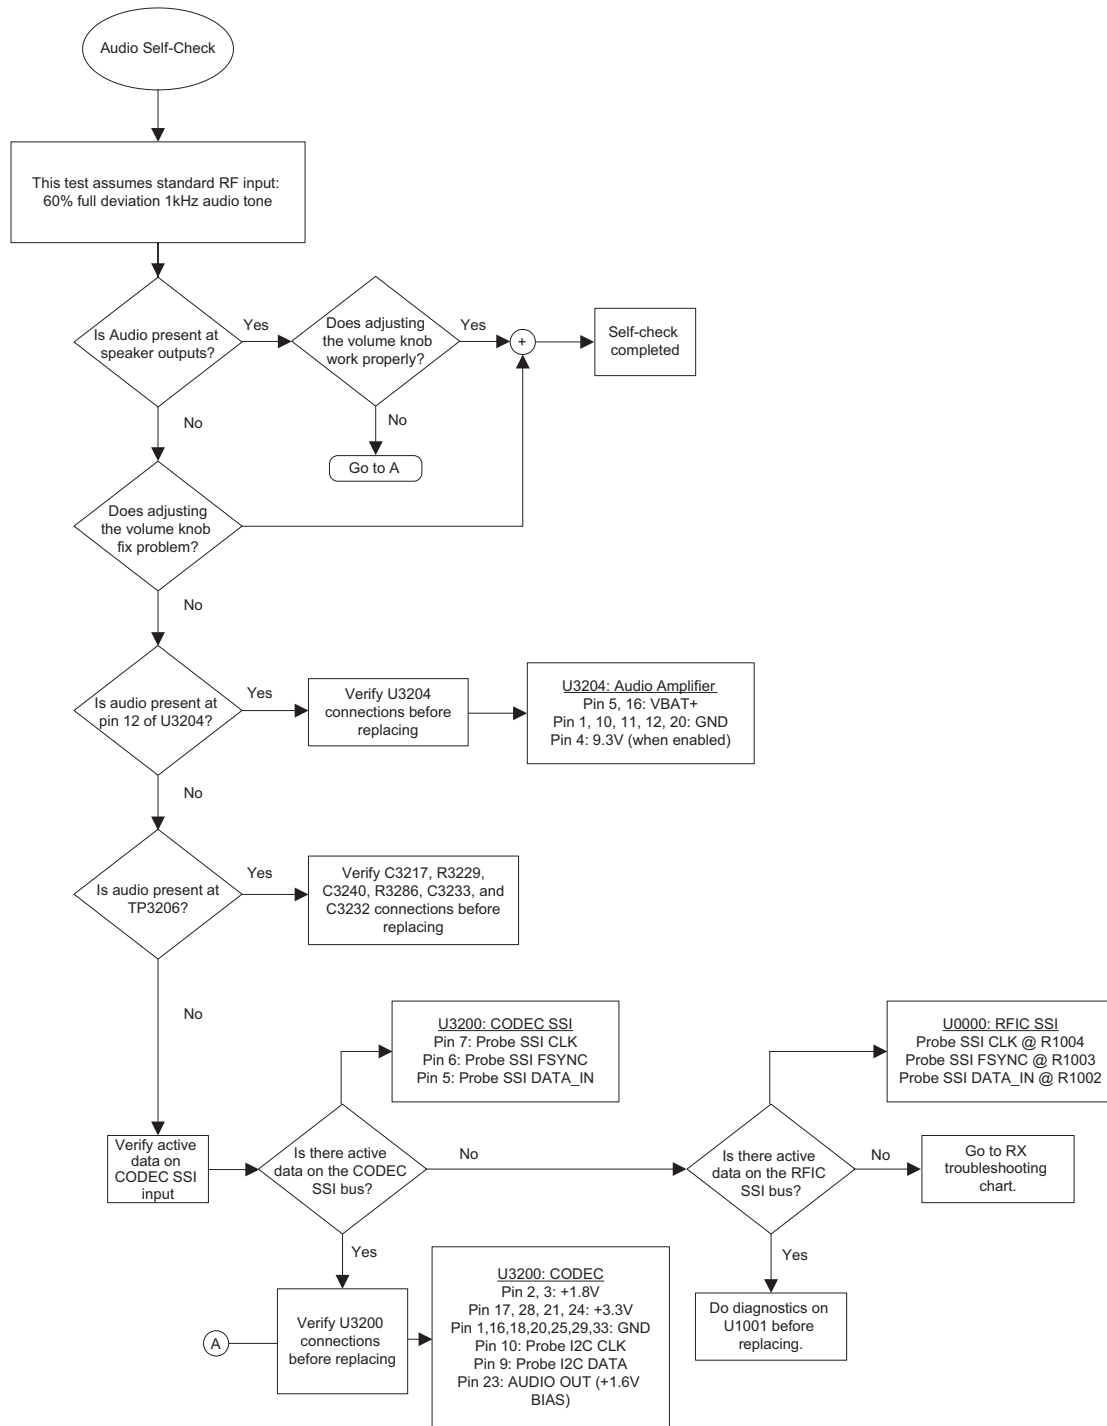 Audio Self-Check
This test assumes standard RF input:
60% full deviation 1kHz audio tone
Is Audio present at
speaker outputs?
Yes
Does adjusting
the volume knob
work properly?
Yes
+
Self-check
completed
No
Go to A
No
Does adjusting
the volume knob
fix problem?
No
Is audio present at
pin 12 of U3204?
Yes
Verify U3204
connections before
replacing
U3204: Audio Amplifier
Pin 5, 16: VBAT+
Pin 1, 10, 11, 12, 20: GND
Pin 4: 9.3V (when enabled)
No
Is audio present at
TP3206?
Yes
Verify C3217, R3229,
C3240, R3286, C3233, and
C3232 connections before
replacing
No
U3200: CODEC SSI
Pin 7: Probe SSI CLK
Pin 6: Probe SSI FSYNC
Pin 5: Probe SSI DATA_IN
U0000: RFIC SSI
Probe SSI CLK @ R1004
Probe SSI FSYNC @ R1003
Probe SSI DATA_IN @ R1002
Verify active
data on
CODEC SSI
input
Is there active
data on the CODEC
SSI bus?
No
Is there active
data on the RFIC
SSI bus?
No
Go to RX
troubleshooting
chart.
Yes
Yes
A
Verify U3200
connections
before replacing
U3200: CODEC
Pin 2, 3: +1.8V
Pin 17, 28, 21, 24: +3.3V
Pin 1,16,18,20,25,29,33: GND
Pin 10: Probe I2C CLK
Pin 9: Probe I2C DATA
Pin 23: AUDIO OUT (+1.6V
BIAS)
Do diagnostics on
U1001 before
replacing.